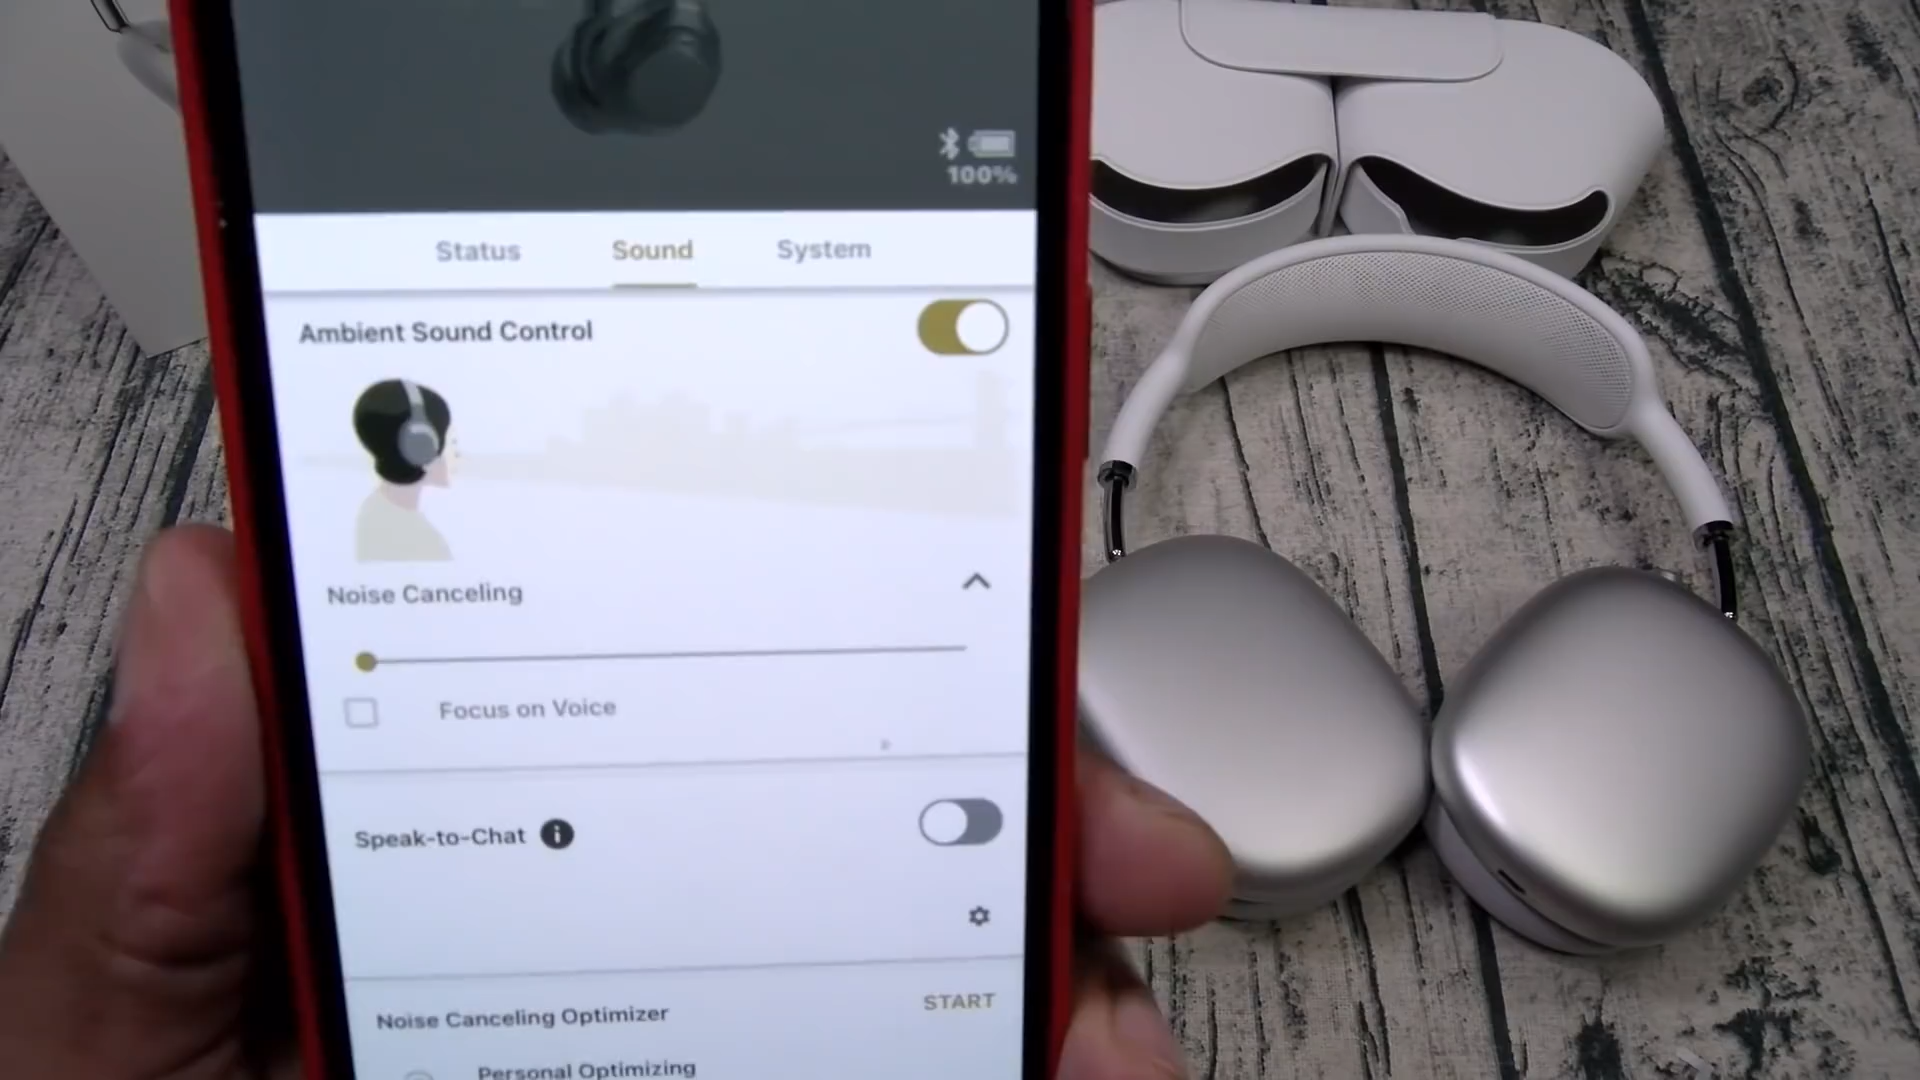 100%
Status Sound System
Ambient Sound Control
Noise Canceling
Focus on Voice
Speak-to-Chat
Noise Canceling Optimizer START
Personal Optimizing